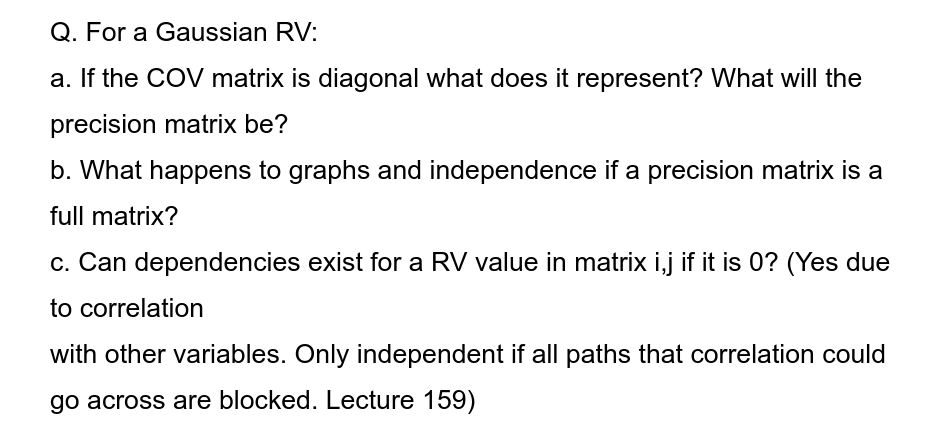 Q. For a Gaussian RV:
a. If the COV matrix is diagonal what does it represent? What will the
precision matrix be?
b. What happens to graphs and independence if a precision matrix is a
full matrix?
c. Can dependencies exist for a RV value in matrix i,j if it is 0? (Yes due
to correlation
with other variables. Only independent if all paths that correlation could
go across are blocked. Lecture 159)